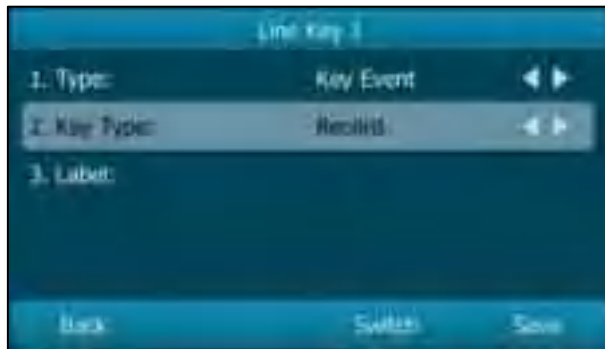 Line Key 1
1. Type: Key Event
2. Key Type: Record
3. Label:
Back Switch Save